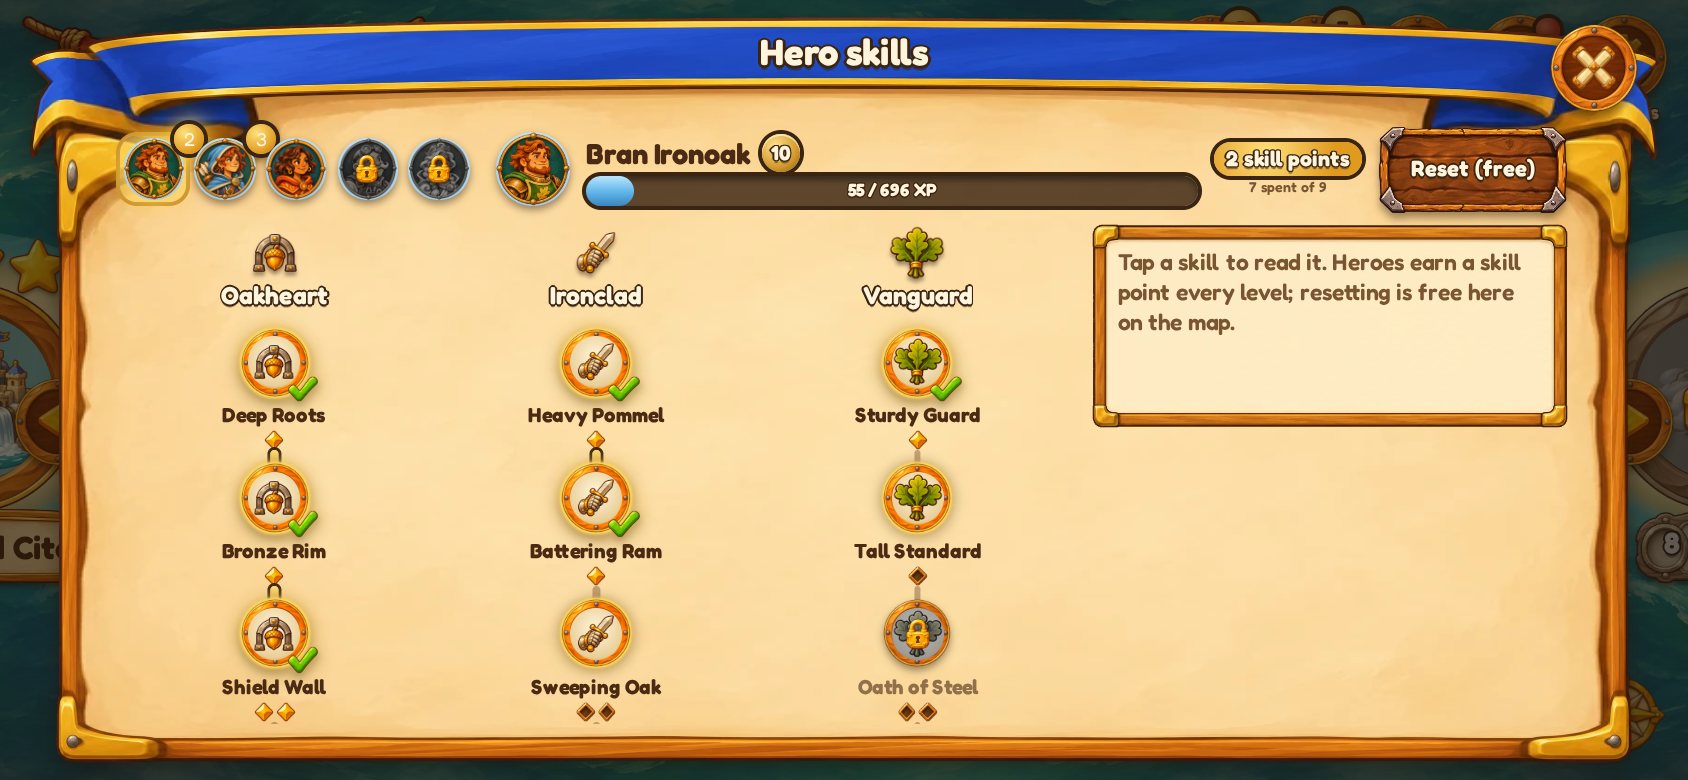 Hero skills
2
3
Bran Ironoak 10
55 / 696 XP
2 skill points
7 spent of 9
Reset (free)
Oakheart
Ironclad
Vanguard
Tap a skill to read it. Heroes earn a skill
point every level; resetting is free here
on the map.
Deep Roots
Heavy Pommel
Sturdy Guard
Bronze Rim
Battering Ram
Tall Standard
Shield Wall
Sweeping Oak
Oath of Steel
8